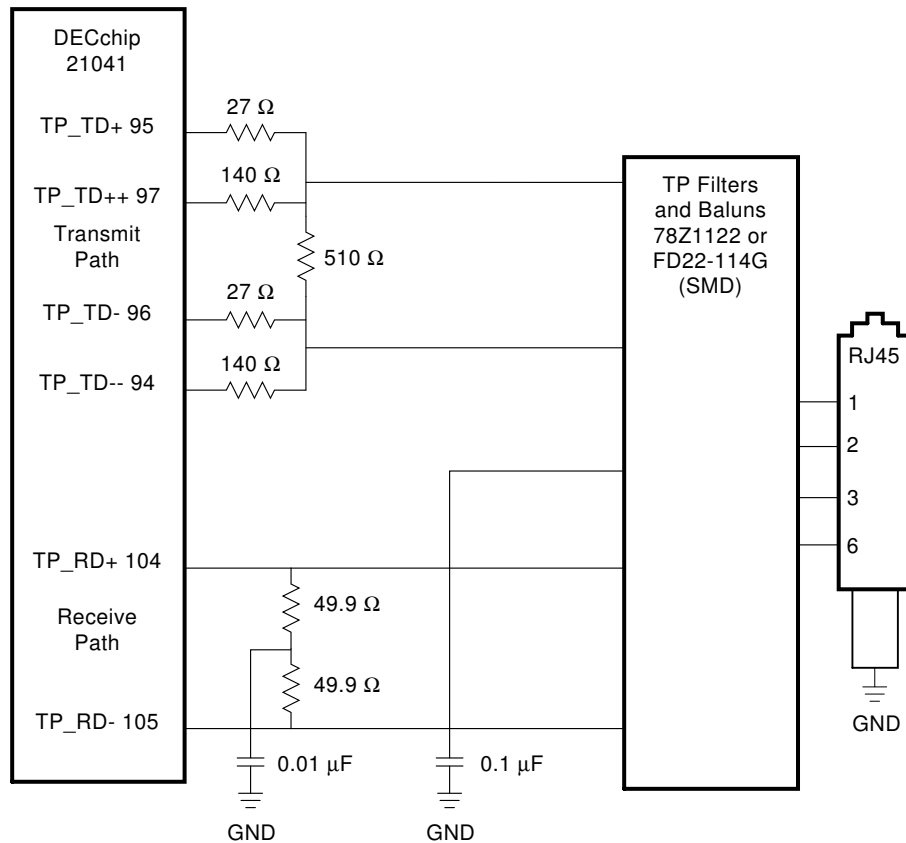 DECchip
21041
TP_TD+ 95
27 Ω
TP_TD++ 97
140 Ω
Transmit
Path
510 Ω
TP_TD- 96
27 Ω
TP_TD-- 94
140 Ω
TP_RD+ 104
49.9 Ω
Receive
Path
49.9 Ω
TP_RD- 105
0.01 μF
GND
0.1 μF
GND
TP Filters
and Baluns
78Z1122 or
FD22-114G
(SMD)
RJ45
1
2
3
6
GND